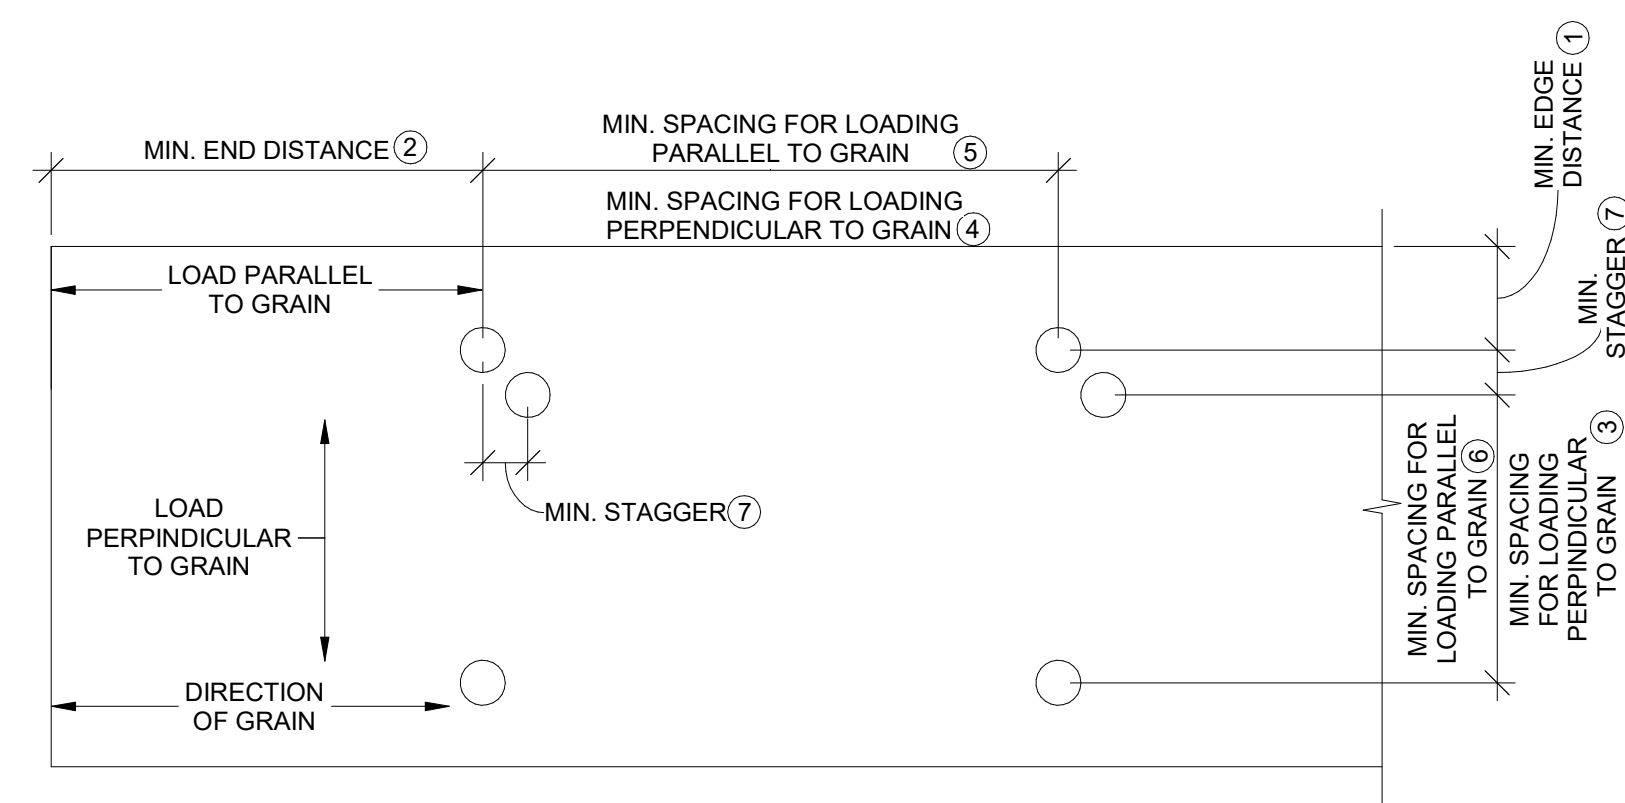 MIN. END DISTANCE 2
MIN. SPACING FOR LOADING
PARALLEL TO GRAIN 5
MIN. SPACING FOR LOADING
PERPENDICULAR TO GRAIN 4
LOAD PARALLEL
TO GRAIN
LOAD
PERPINDICULAR
TO GRAIN
DIRECTION
OF GRAIN
MIN. STAGGER 7
MIN. EDGE
DISTANCE 1
MIN.
STAGGER 7
MIN. SPACING FOR
LOADING PARALLEL
TO GRAIN 6
MIN. SPACING
FOR LOADING
PERPINDICULAR
TO GRAIN 3